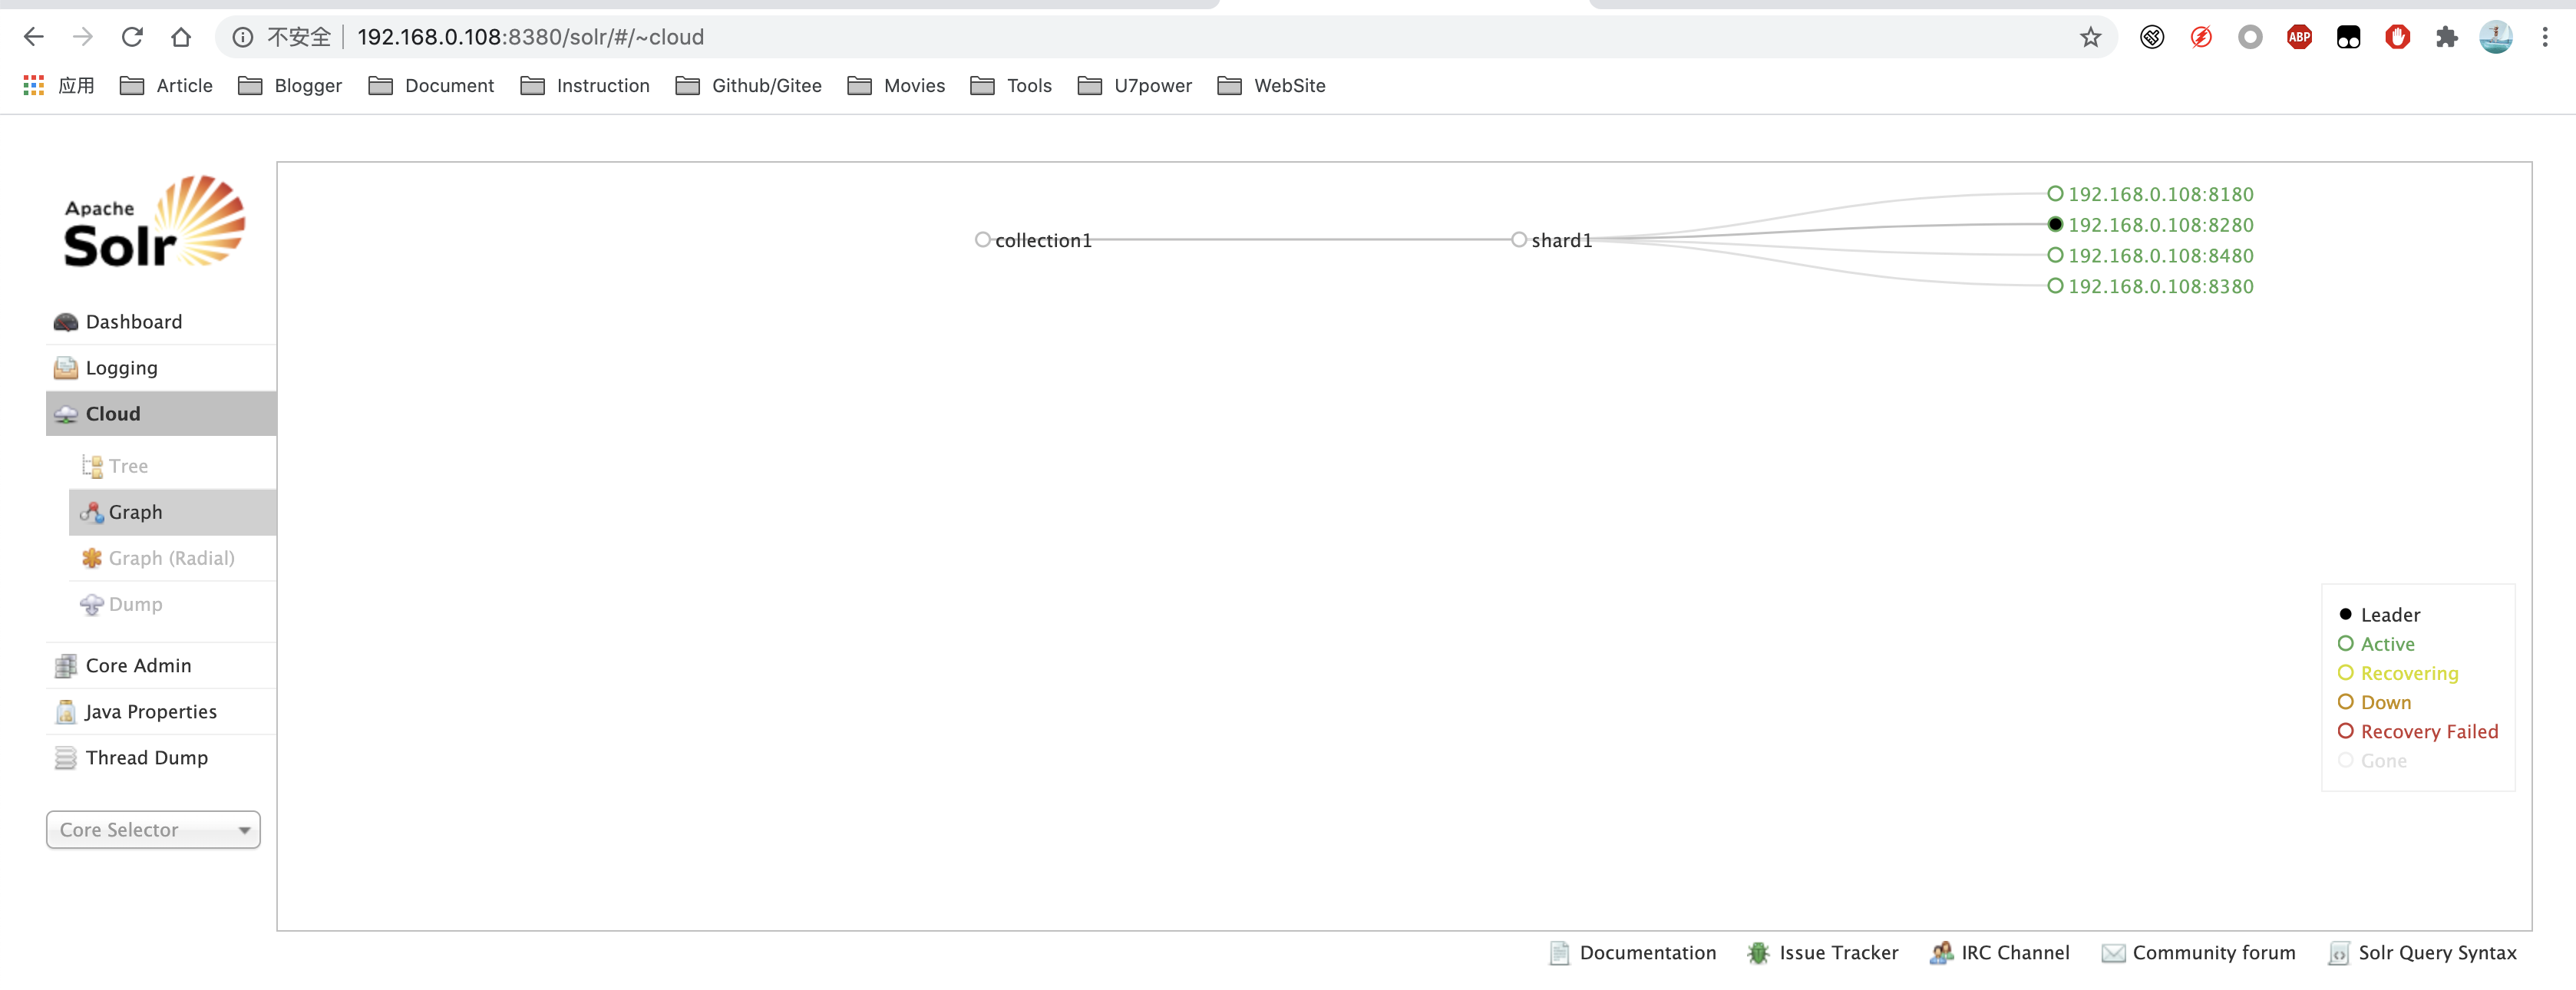 不安全 192.168.0.108:8380/solr/#/~cloud
ABP
应用 Article Blogger Document Instruction Github/Gitee Movies Tools U7power WebSite
Apache
Solr
Dashboard
Logging
Cloud
Tree
Graph
Graph (Radial)
Dump
Core Admin
Java Properties
Thread Dump
Core Selector
collection1
shard1
192.168.0.108:8180
192.168.0.108:8280
192.168.0.108:8480
192.168.0.108:8380
Leader
Active
Recovering
Down
Recovery Failed
Gone
Documentation Issue Tracker IRC Channel Community forum Solr Query Syntax